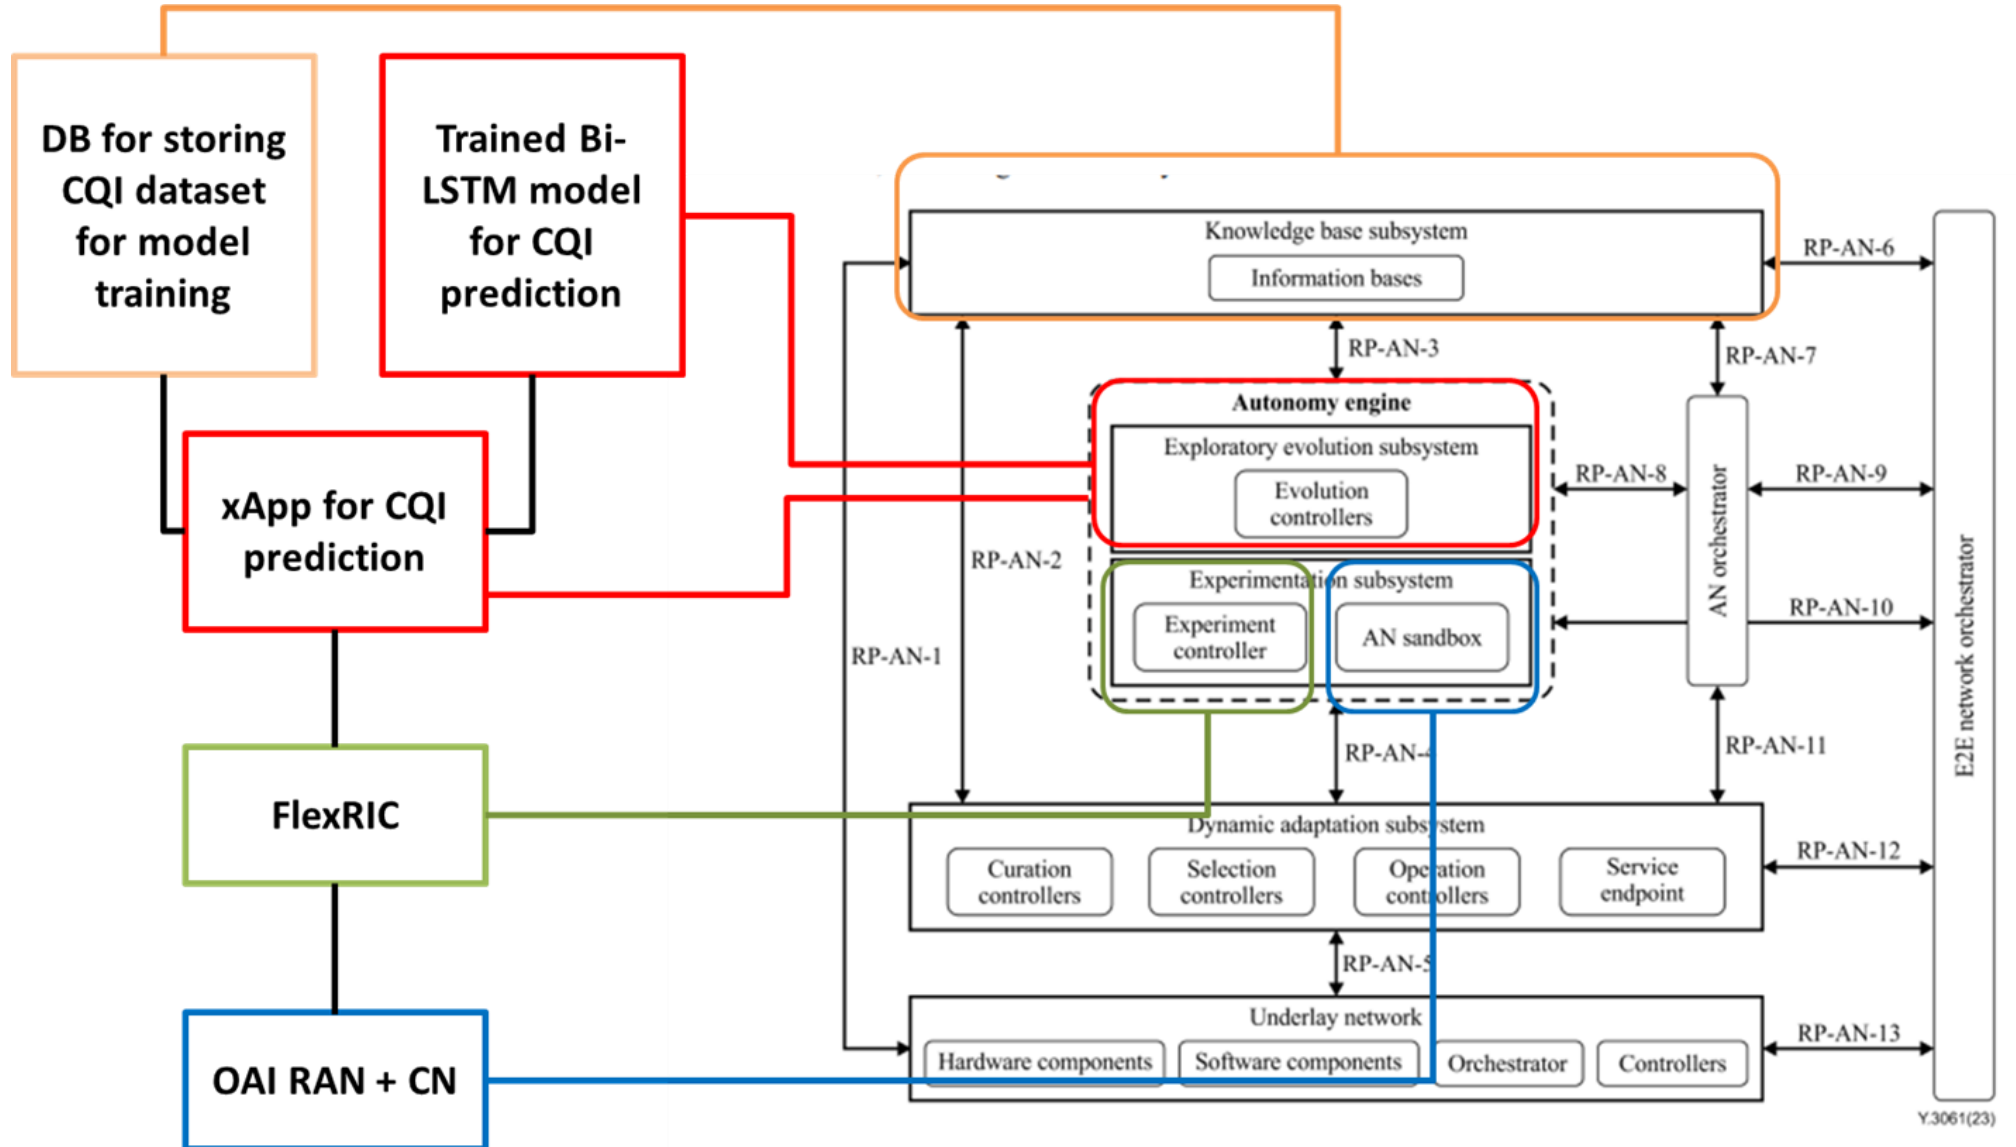 DB for storing
CQI dataset
for model
training
Trained Bi-
LSTM model
for CQI
prediction
xApp for CQI
prediction
FlexRIC
OAI RAN + CN
Knowledge base subsystem
Information bases
RP-AN-6
RP-AN-3
RP-AN-7
Autonomy engine
Exploratory evolution subsystem
Evolution
controllers
RP-AN-8
RP-AN-9
AN orchestrator
E2E network orchestrator
RP-AN-2
Experimentation subsystem
Experiment
controller
AN sandbox
RP-AN-10
RP-AN-1
RP-AN-4
RP-AN-11
Dynamic adaptation subsystem
Curation
controllers
Selection
controllers
Operation
controllers
Service
endpoint
RP-AN-12
RP-AN-5
Underlay network
Hardware components
Software components
Orchestrator
Controllers
RP-AN-13
Y.3061(23)